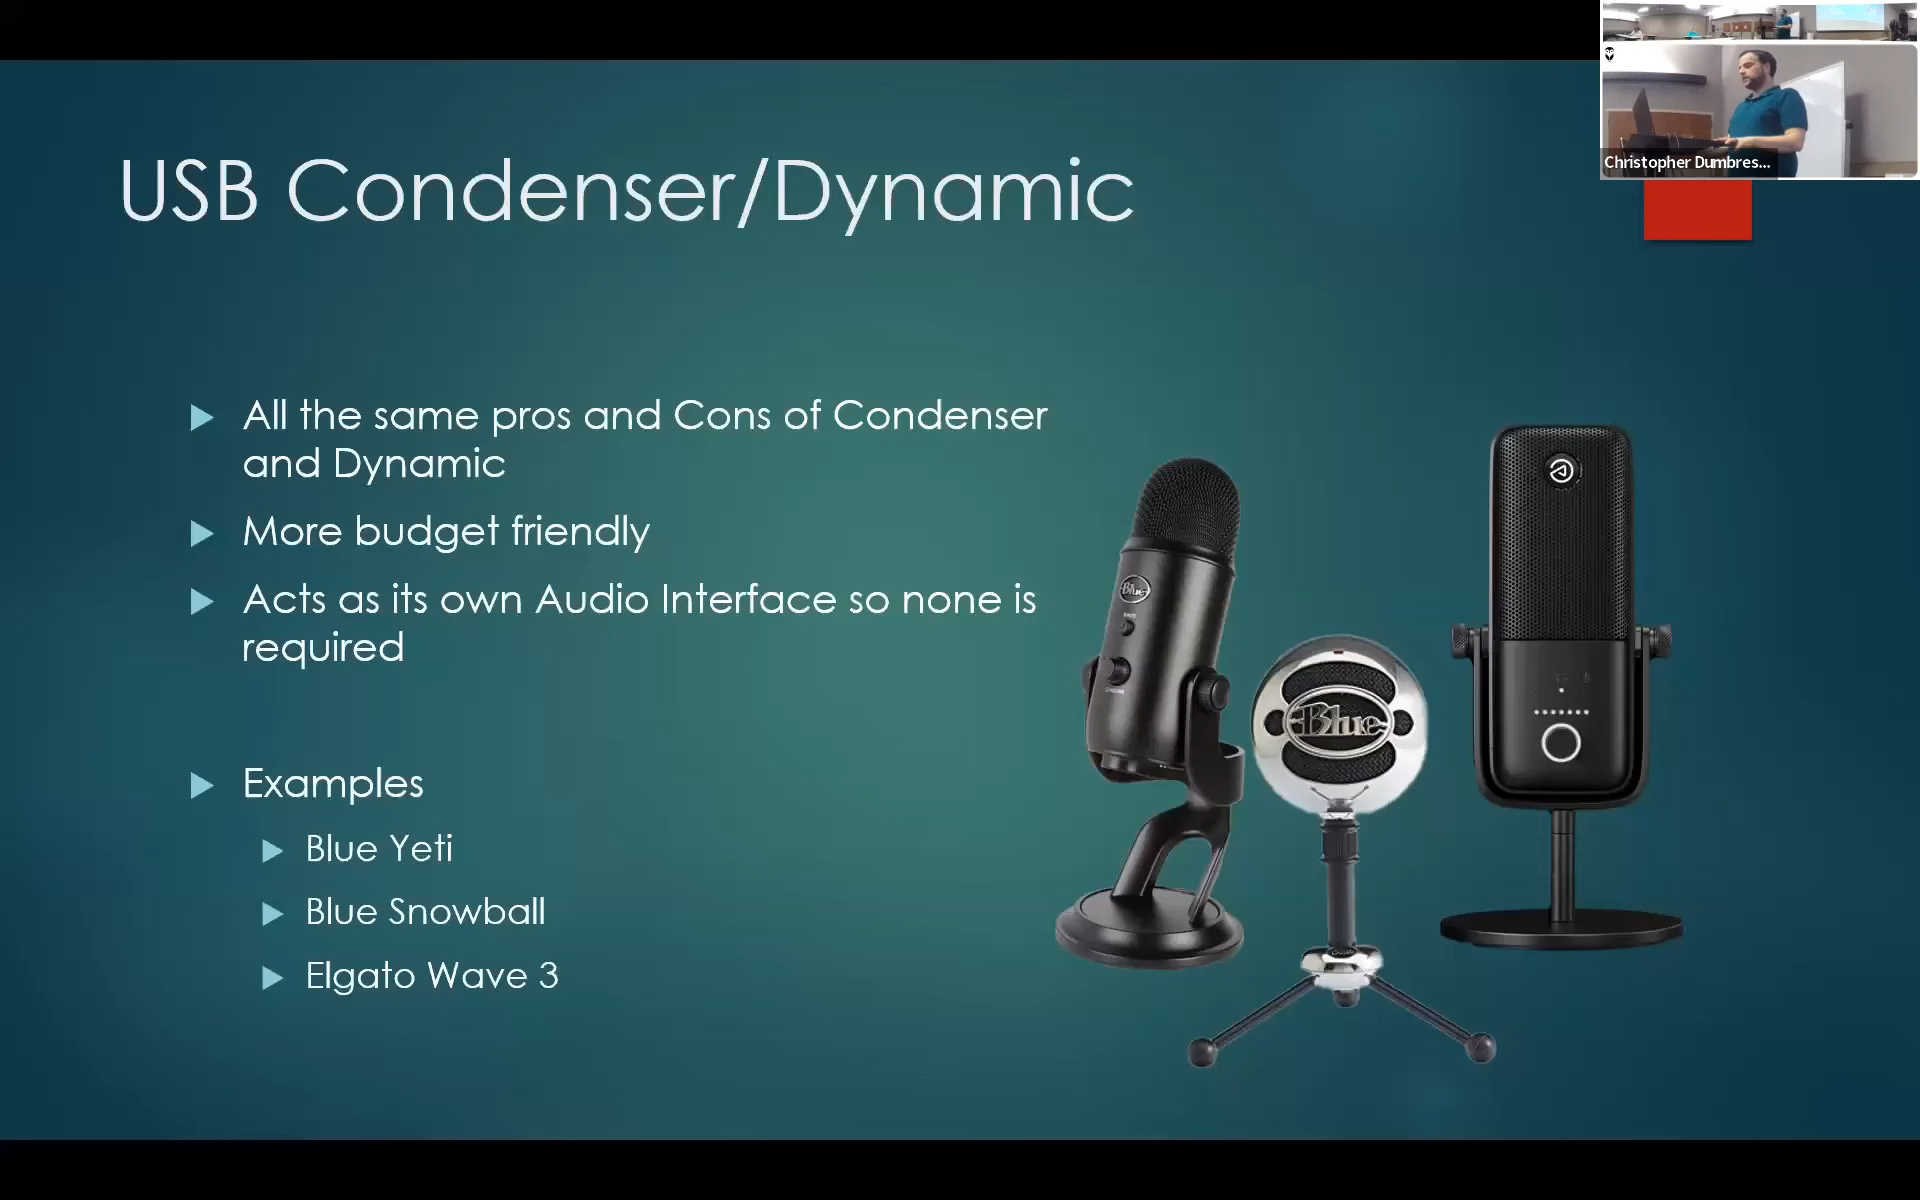 Christopher Dumbres...
USB Condenser/Dynamic
All the same pros and Cons of Condenser
and Dynamic
More budget friendly
Acts as its own Audio Interface so none is
required
Examples
Blue Yeti
Blue Snowball
Elgato Wave 3
Blue
Blue